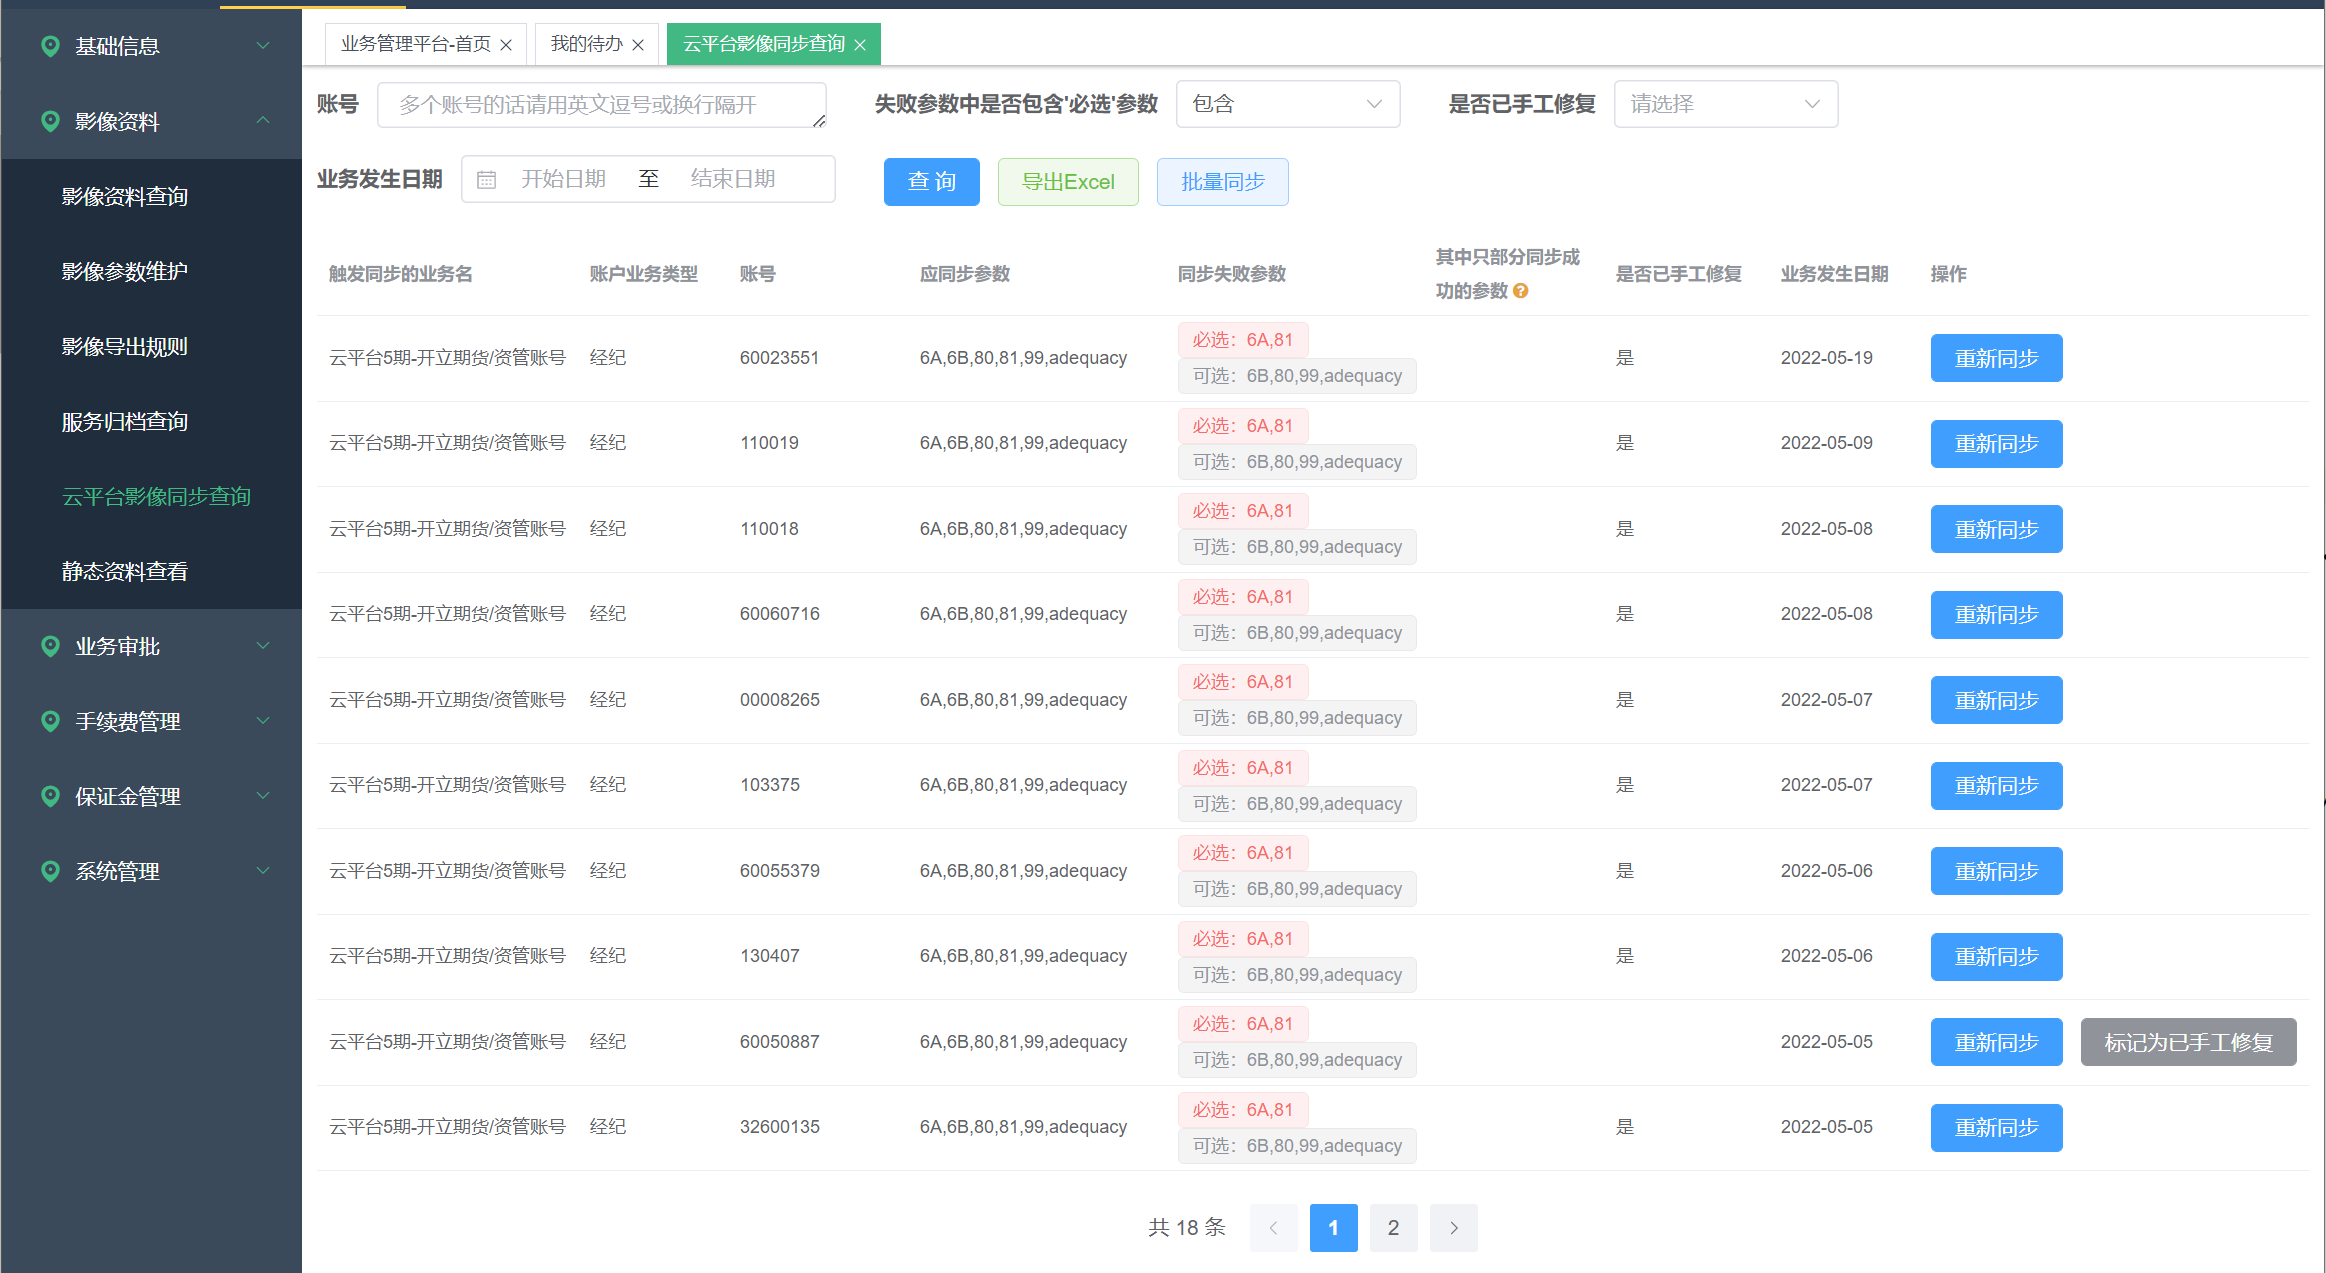 基础信息
影像资料
影像资料查询
影像参数维护
影像导出规则
服务归档查询
云平台影像同步查询
静态资料查看
业务审批
手续费管理
保证金管理
系统管理
业务管理平台-首页 × 我的待办 × 云平台影像同步查询 ×
账号 多个账号的话请用英文逗号或换行隔开 失败参数中是否包含'必选'参数 包含 是否已手工修复 请选择
业务发生日期 开始日期 至 结束日期 查 询 导出Excel 批量同步
触发同步的业务名 账户业务类型 账号 应同步参数 同步失败参数 其中只部分同步成
功的参数 ? 是否已手工修复 业务发生日期 操作
云平台5期-开立期货/资管账号 经纪 60023551 6A,6B,80,81,99,adequacy 必选：6A,81
可选：6B,80,99,adequacy 是 2022-05-19 重新同步
云平台5期-开立期货/资管账号 经纪 110019 6A,6B,80,81,99,adequacy 必选：6A,81
可选：6B,80,99,adequacy 是 2022-05-09 重新同步
云平台5期-开立期货/资管账号 经纪 110018 6A,6B,80,81,99,adequacy 必选：6A,81
可选：6B,80,99,adequacy 是 2022-05-08 重新同步
云平台5期-开立期货/资管账号 经纪 60060716 6A,6B,80,81,99,adequacy 必选：6A,81
可选：6B,80,99,adequacy 是 2022-05-08 重新同步
云平台5期-开立期货/资管账号 经纪 00008265 6A,6B,80,81,99,adequacy 必选：6A,81
可选：6B,80,99,adequacy 是 2022-05-07 重新同步
云平台5期-开立期货/资管账号 经纪 103375 6A,6B,80,81,99,adequacy 必选：6A,81
可选：6B,80,99,adequacy 是 2022-05-07 重新同步
云平台5期-开立期货/资管账号 经纪 60055379 6A,6B,80,81,99,adequacy 必选：6A,81
可选：6B,80,99,adequacy 是 2022-05-06 重新同步
云平台5期-开立期货/资管账号 经纪 130407 6A,6B,80,81,99,adequacy 必选：6A,81
可选：6B,80,99,adequacy 是 2022-05-06 重新同步
云平台5期-开立期货/资管账号 经纪 60050887 6A,6B,80,81,99,adequacy 必选：6A,81
可选：6B,80,99,adequacy 2022-05-05 重新同步 标记为已手工修复
云平台5期-开立期货/资管账号 经纪 32600135 6A,6B,80,81,99,adequacy 必选：6A,81
可选：6B,80,99,adequacy 是 2022-05-05 重新同步
共 18 条 1 2